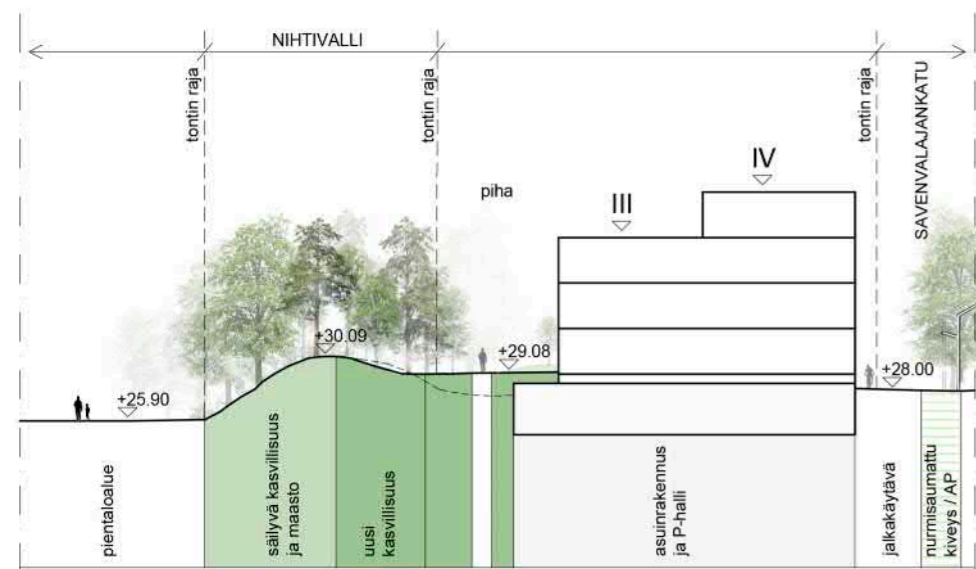 NIHTIVALLI
tontin raja
tontin raja
tontin raja
SAVENVALAJANKATU
piha
III
IV
+30.09
+29.08
+28.00
+25.90
pientaloalue
säilyvä kasvillisuus
ja maasto
uusi
kasvillisuus
asuinrakennus
ja P-halli
jalkakäytävä
numisaumattu
kiveys / AP